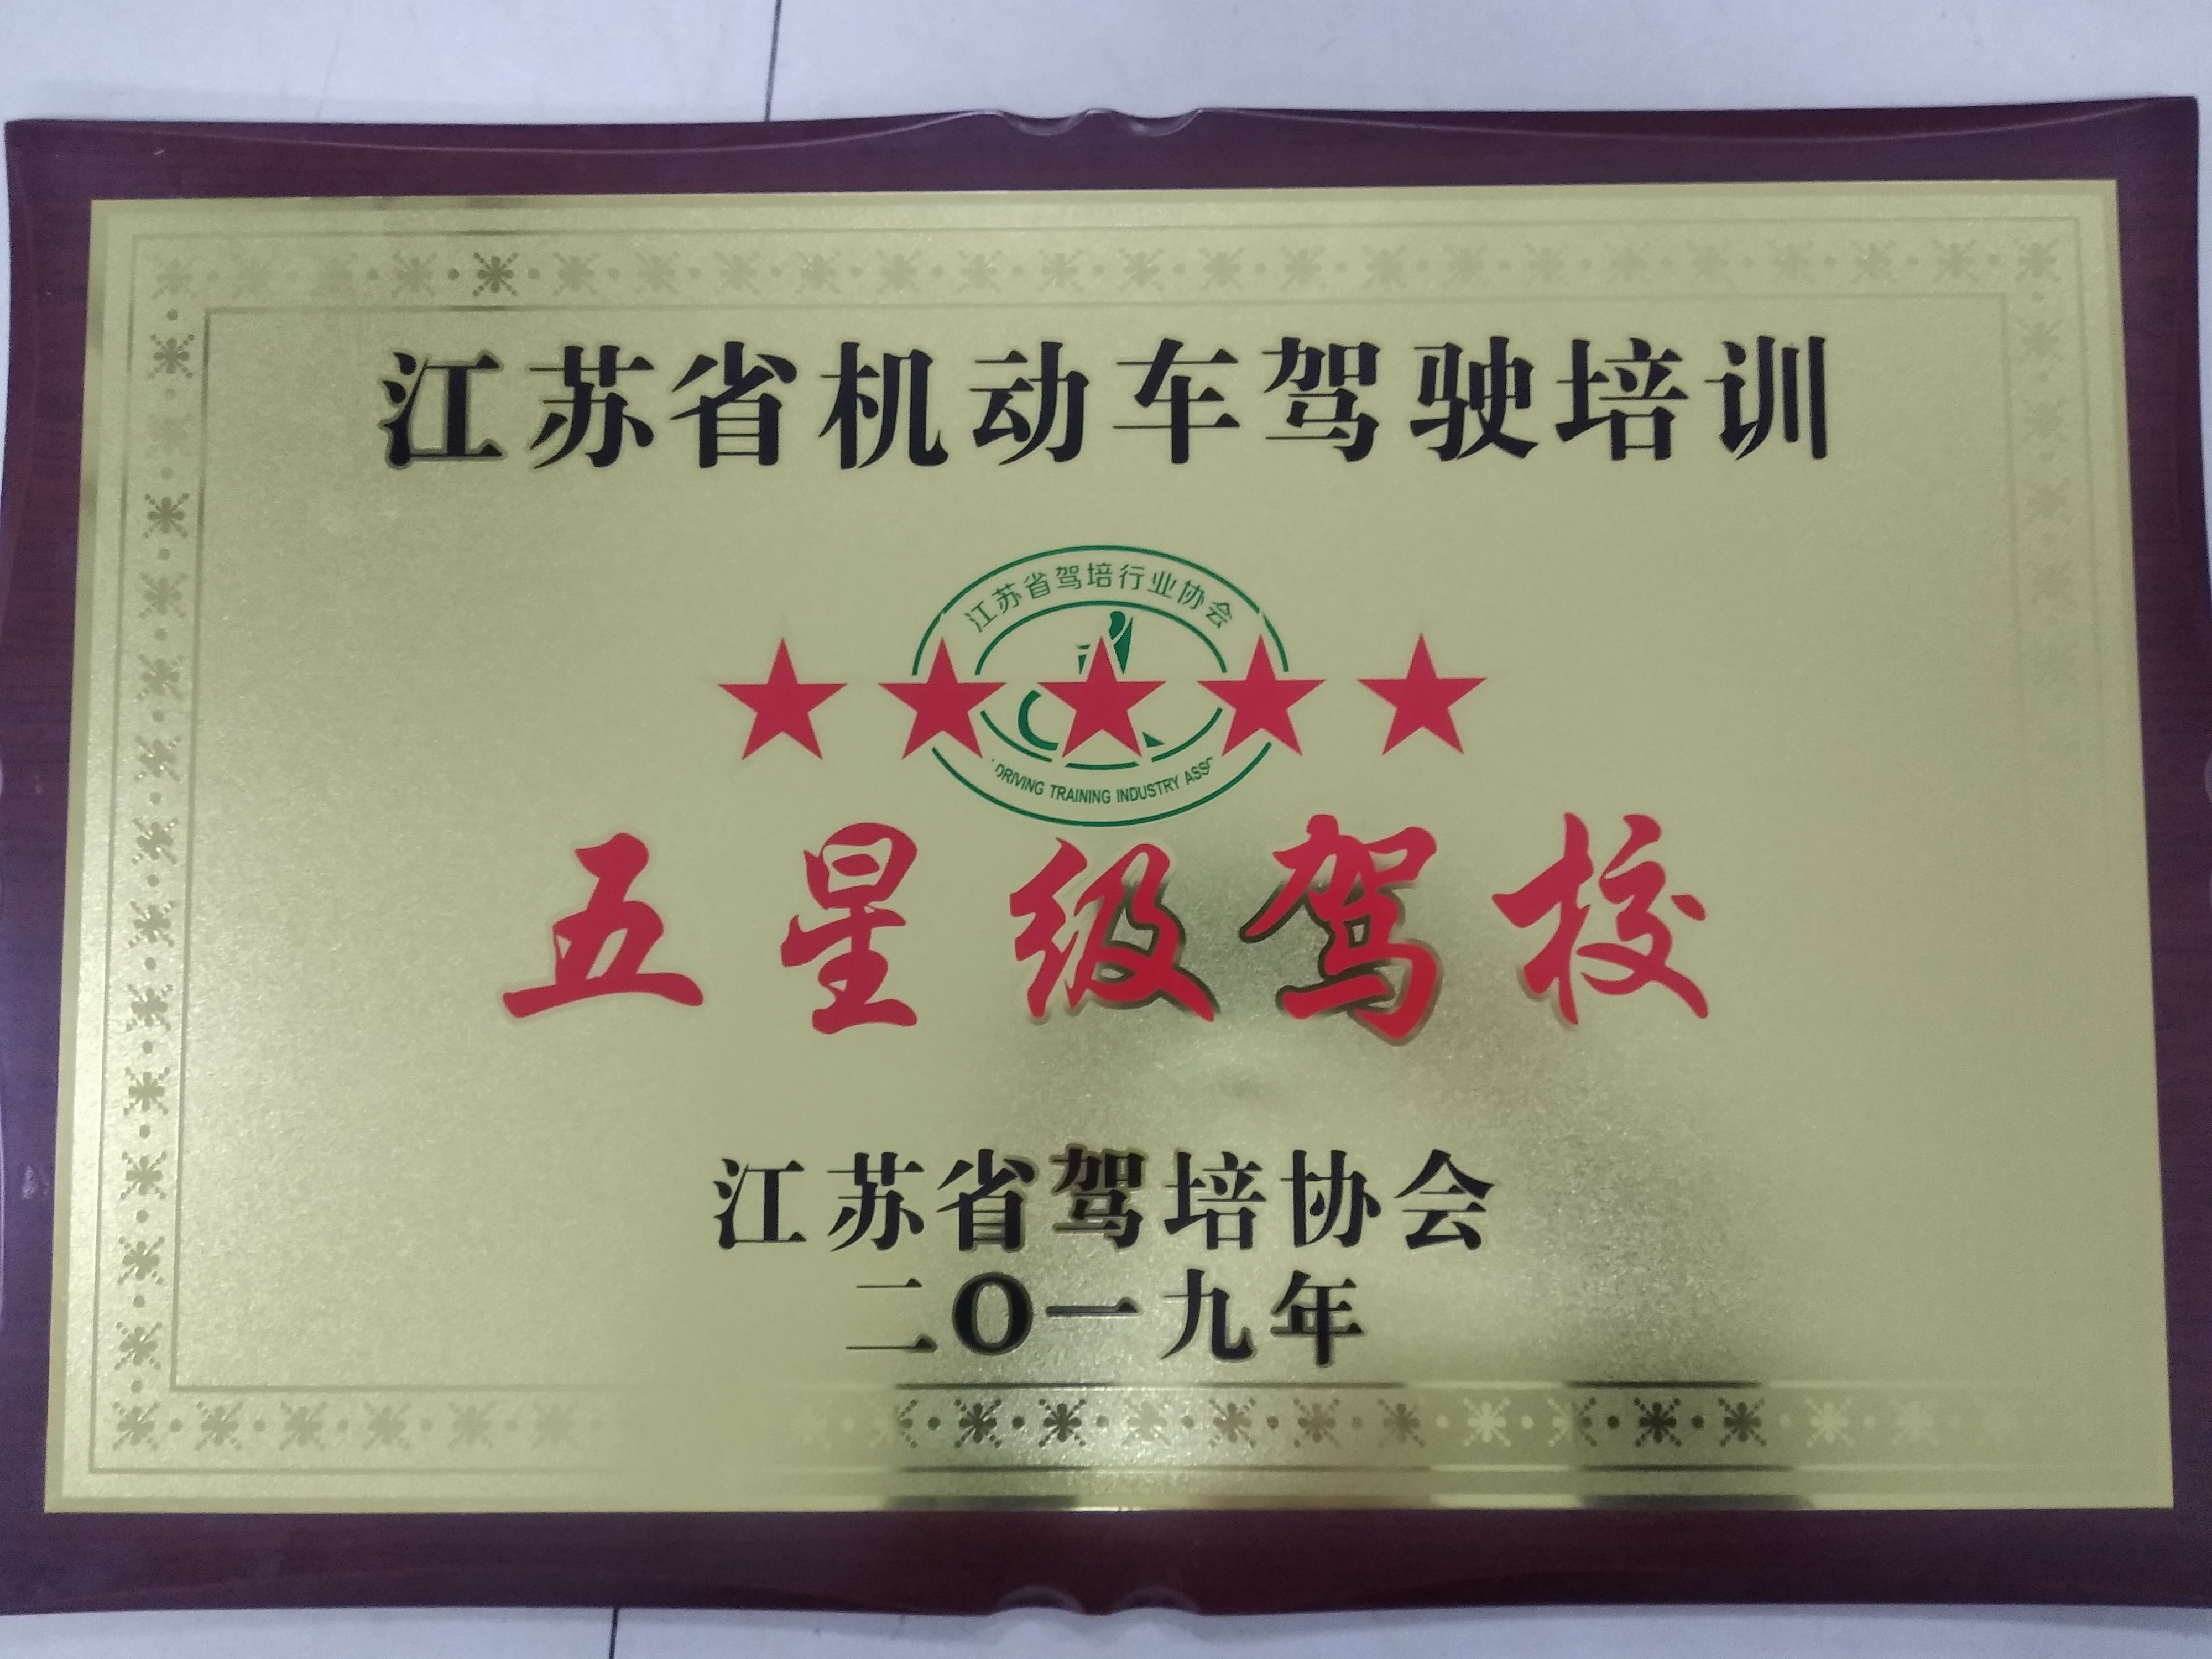 江苏省机动车驾驶培训
江苏省驾培行业协会
DRIVING TRAINING INDUSTRY
五星级驾校
江苏省驾培协会
二O一九年